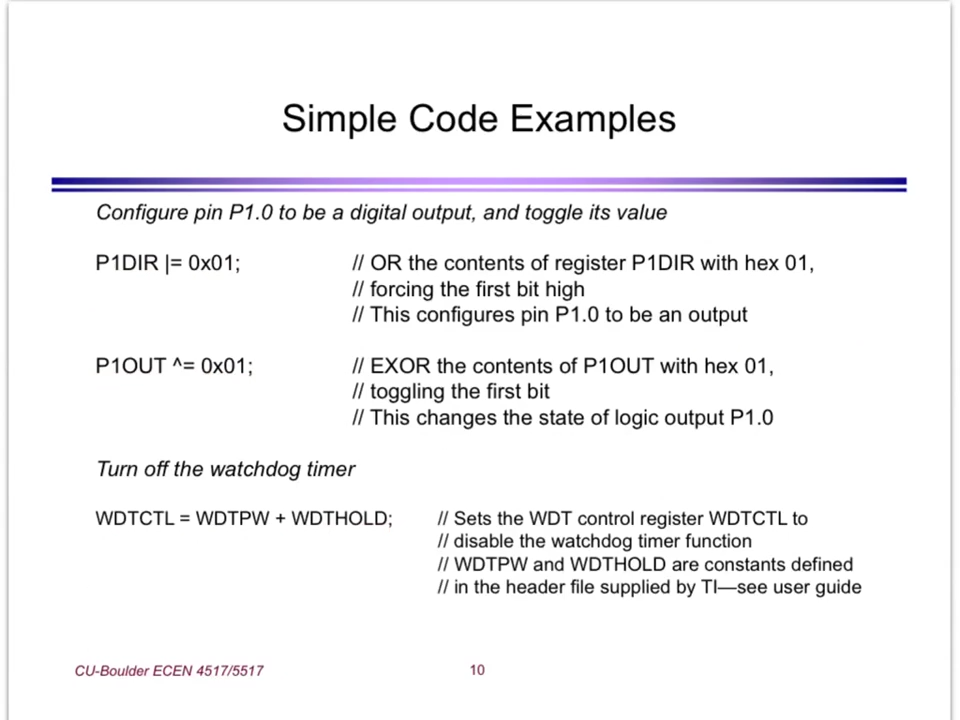 Simple Code Examples
Configure pin P1.0 to be a digital output, and toggle its value
P1DIR |= 0x01; // OR the contents of register P1DIR with hex 01,
// forcing the first bit high
// This configures pin P1.0 to be an output
P1OUT ^= 0x01; // EXOR the contents of P1OUT with hex 01,
// toggling the first bit
// This changes the state of logic output P1.0
Turn off the watchdog timer
WDTCTL = WDTPW + WDTHOLD; // Sets the WDT control register WDTCTL to
// disable the watchdog timer function
// WDTPW and WDTHOLD are constants defined
// in the header file supplied by TI—see user guide
CU-Boulder ECEN 4517/5517 10